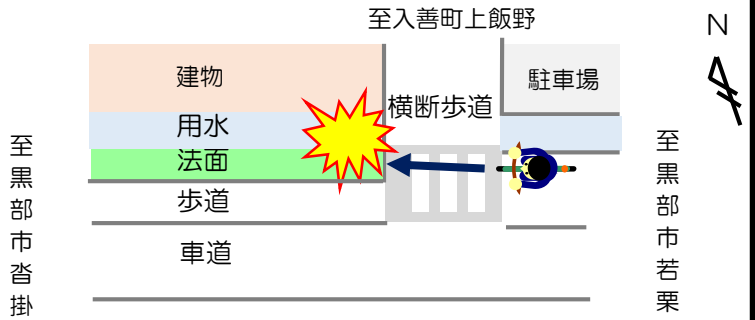 至入善町上飯野
N
建物
駐車場
横断歩道
用水
法面
歩道
車道
至黒部市沓掛
至黒部市若栗